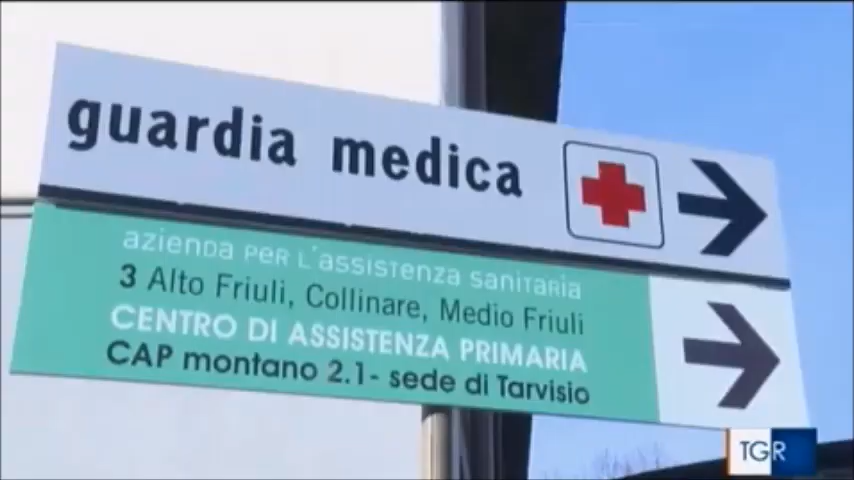 guardia medica
azienda per l'assistenza sanitaria
3 Alto Friuli, Collinare, Medio Friuli
CENTRO DI ASSISTENZA PRIMARIA
CAP montano 2.1- sede di Tarvisio
TGR